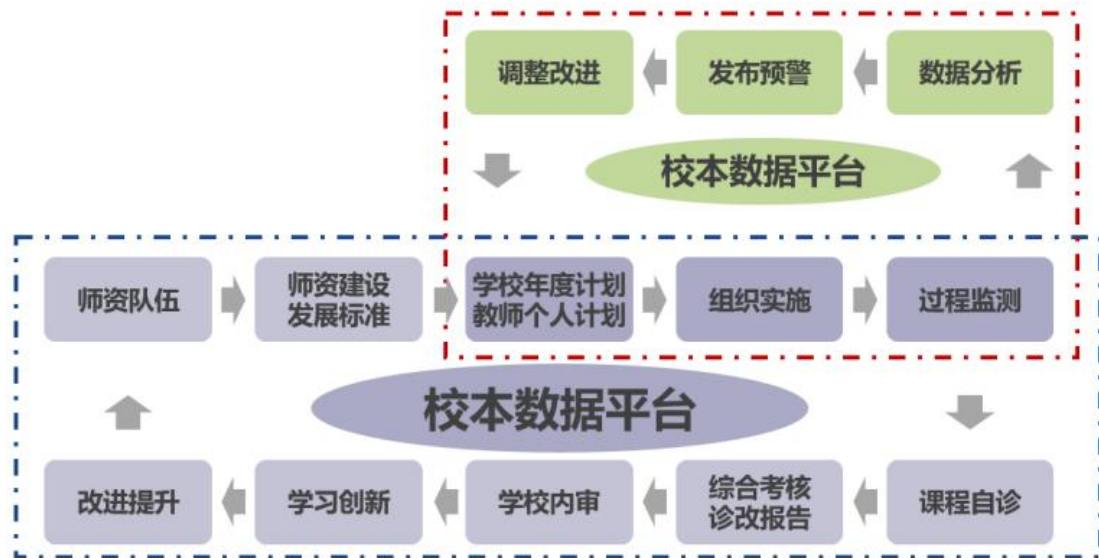 调整改进
发布预警
数据分析
校本数据平台
师资队伍
师资建设
发展标准
学校年度计划
教师个人计划
组织实施
过程监测
校本数据平台
改进提升
学习创新
学校内审
综合考核
诊改报告
课程自诊